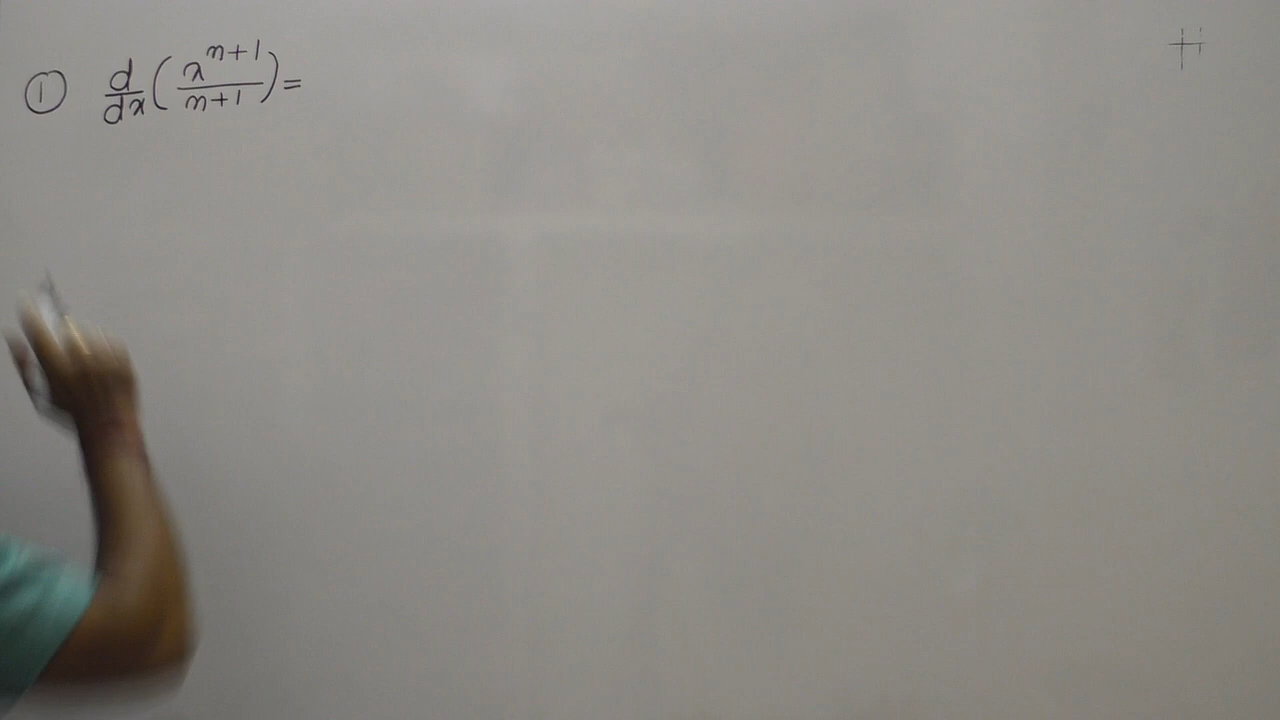 ① d/dx (x^(n+1)/(n+1)) =